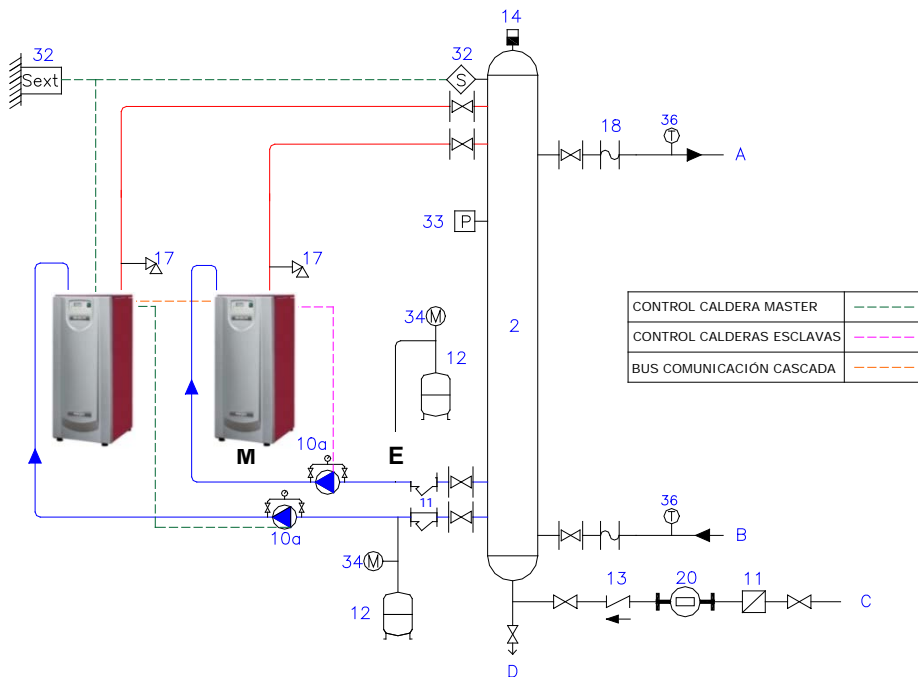 14
32
32
Sext
S
18
36
T
A
33
P
17
17
2
CONTROL CALDERA MASTER
CONTROL CALDERAS ESCLAVAS
BUS COMUNICACIÓN CASCADA
34
M
12
10a
M
E
11
36
T
B
10a
34
M
12
13
20
11
C
D